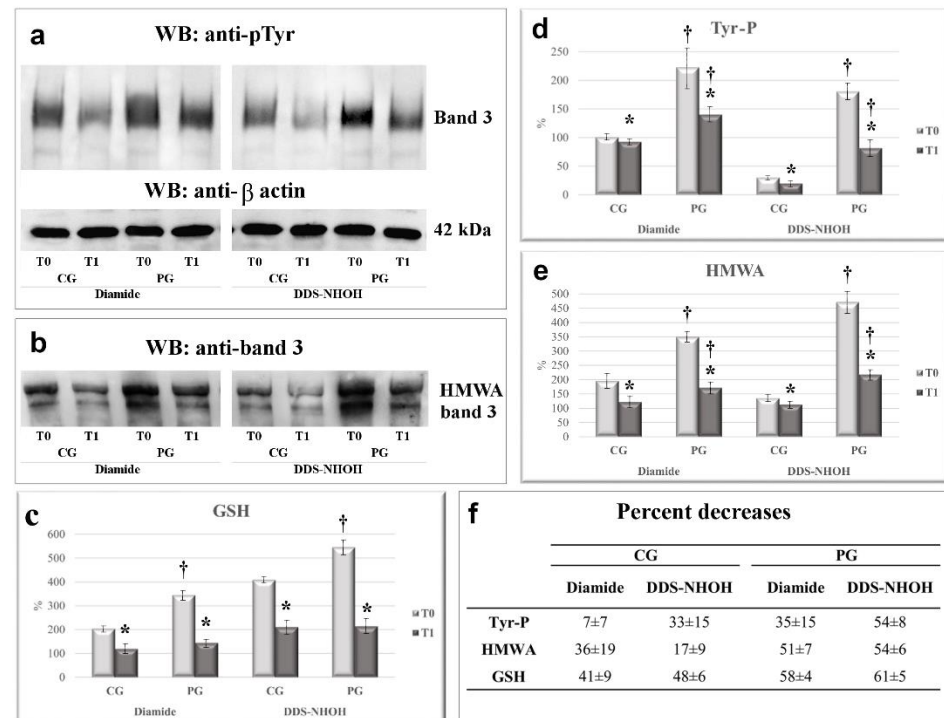 a
WB: anti-pTyr
Band 3
WB: anti-β actin
42 kDa
T0 T1 T0 T1 T0 T1 T0 T1
CG PG CG PG
Diamide DDS-NHOH
b
WB: anti-band 3
HMWA
band 3
T0 T1 T0 T1 T0 T1 T0 T1
CG PG CG PG
Diamide DDS-NHOH
c
GSH
%
600
500
400
300
200
100
0
† * * * † *
T0
T1
CG PG CG PG
Diamide DDS-NHOH
d
Tyr-P
%
250
200
150
100
50
0
* † † * * † † *
T0
T1
CG PG CG PG
Diamide DDS-NHOH
e
HMWA
%
500
450
400
350
300
250
200
150
100
50
0
* † † * * † † *
T0
T1
CG PG CG PG
Diamide DDS-NHOH
f
Percent decreases
CG PG
Diamide DDS-NHOH Diamide DDS-NHOH
Tyr-P 7±7 33±15 35±15 54±8
HMWA 36±19 17±9 51±7 54±6
GSH 41±9 48±6 58±4 61±5